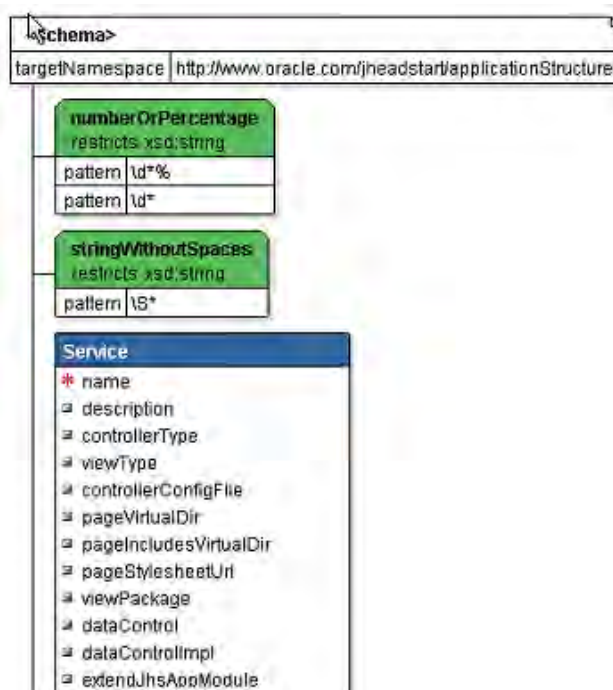 <schema>
targetNamespace http://www.oracle.com/jheadstart/applicationStructure
numberOrPercentage
restricts xsd:string
pattern \d*%
pattern \d*
stringWithoutSpaces
restricts xsd:string
pattern \S*
Service
* name
description
controllerType
viewType
controllerConfigFile
pageVirtualDir
pageIncludesVirtualDir
pageStylesheetUrl
viewPackage
dataControl
dataControlImpl
extendJhsAppModule